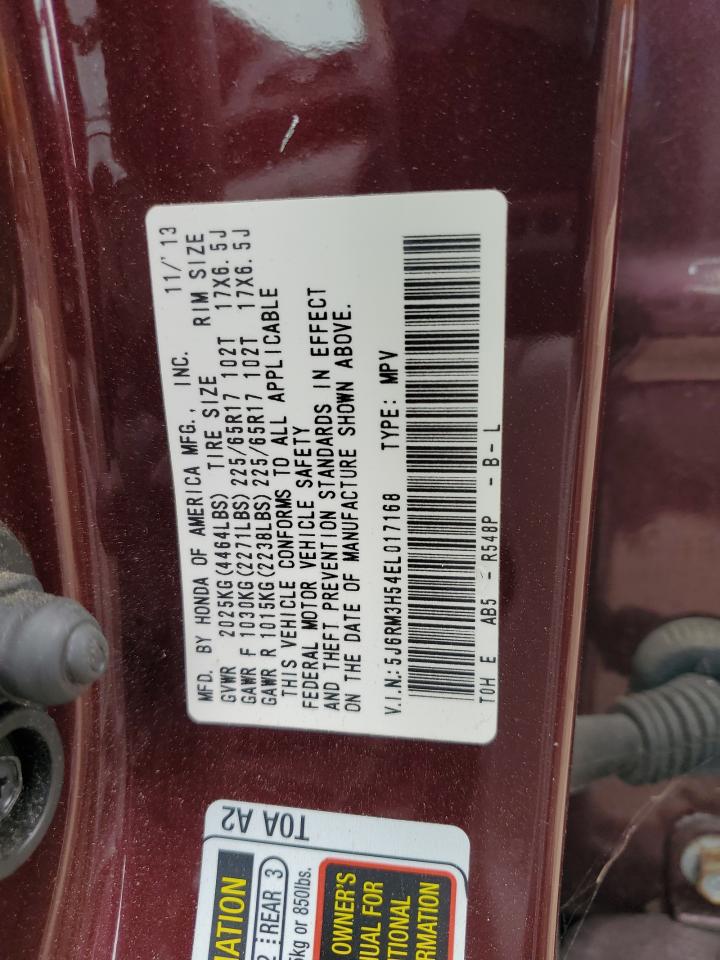 MFD. BY HONDA OF AMERICA MFG., INC. 11/'13
GVWR 2025KG(4464LBS) TIRE SIZE RIM SIZE
GAWR F 1030KG(2271LBS) 225/65R17 102T 17X6.5J
GAWR R 1015KG(2238LBS) 225/65R17 102T 17X6.5J
THIS VEHICLE CONFORMS TO ALL APPLICABLE
FEDERAL MOTOR VEHICLE SAFETY
AND THEFT PREVENTION STANDARDS IN EFFECT
ON THE DATE OF MANUFACTURE SHOWN ABOVE.
V.I.N.: 5J6RM3H54EL017168 TYPE: MPV
T0H E AB5 - R548P - B - L
T0A A2
MATION
REAR 3
kg or 850lbs.
OWNER'S
UAL FOR
TIONAL
RMATION